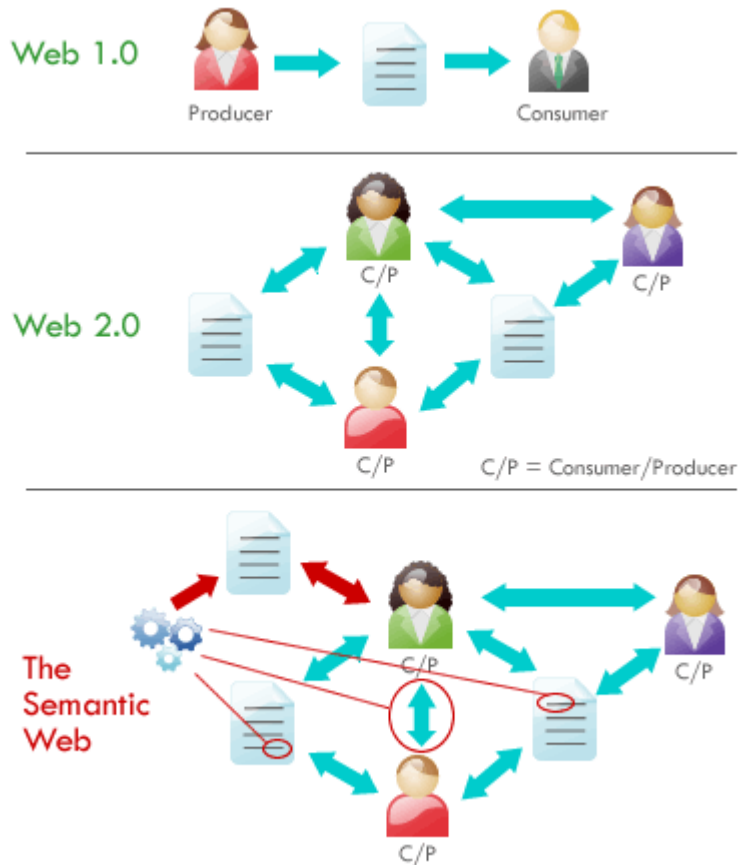 Web 1.0
Producer
Consumer
C/P
C/P
Web 2.0
C/P
C/P = Consumer/Producer
C/P
C/P
The
Semantic
Web
C/P